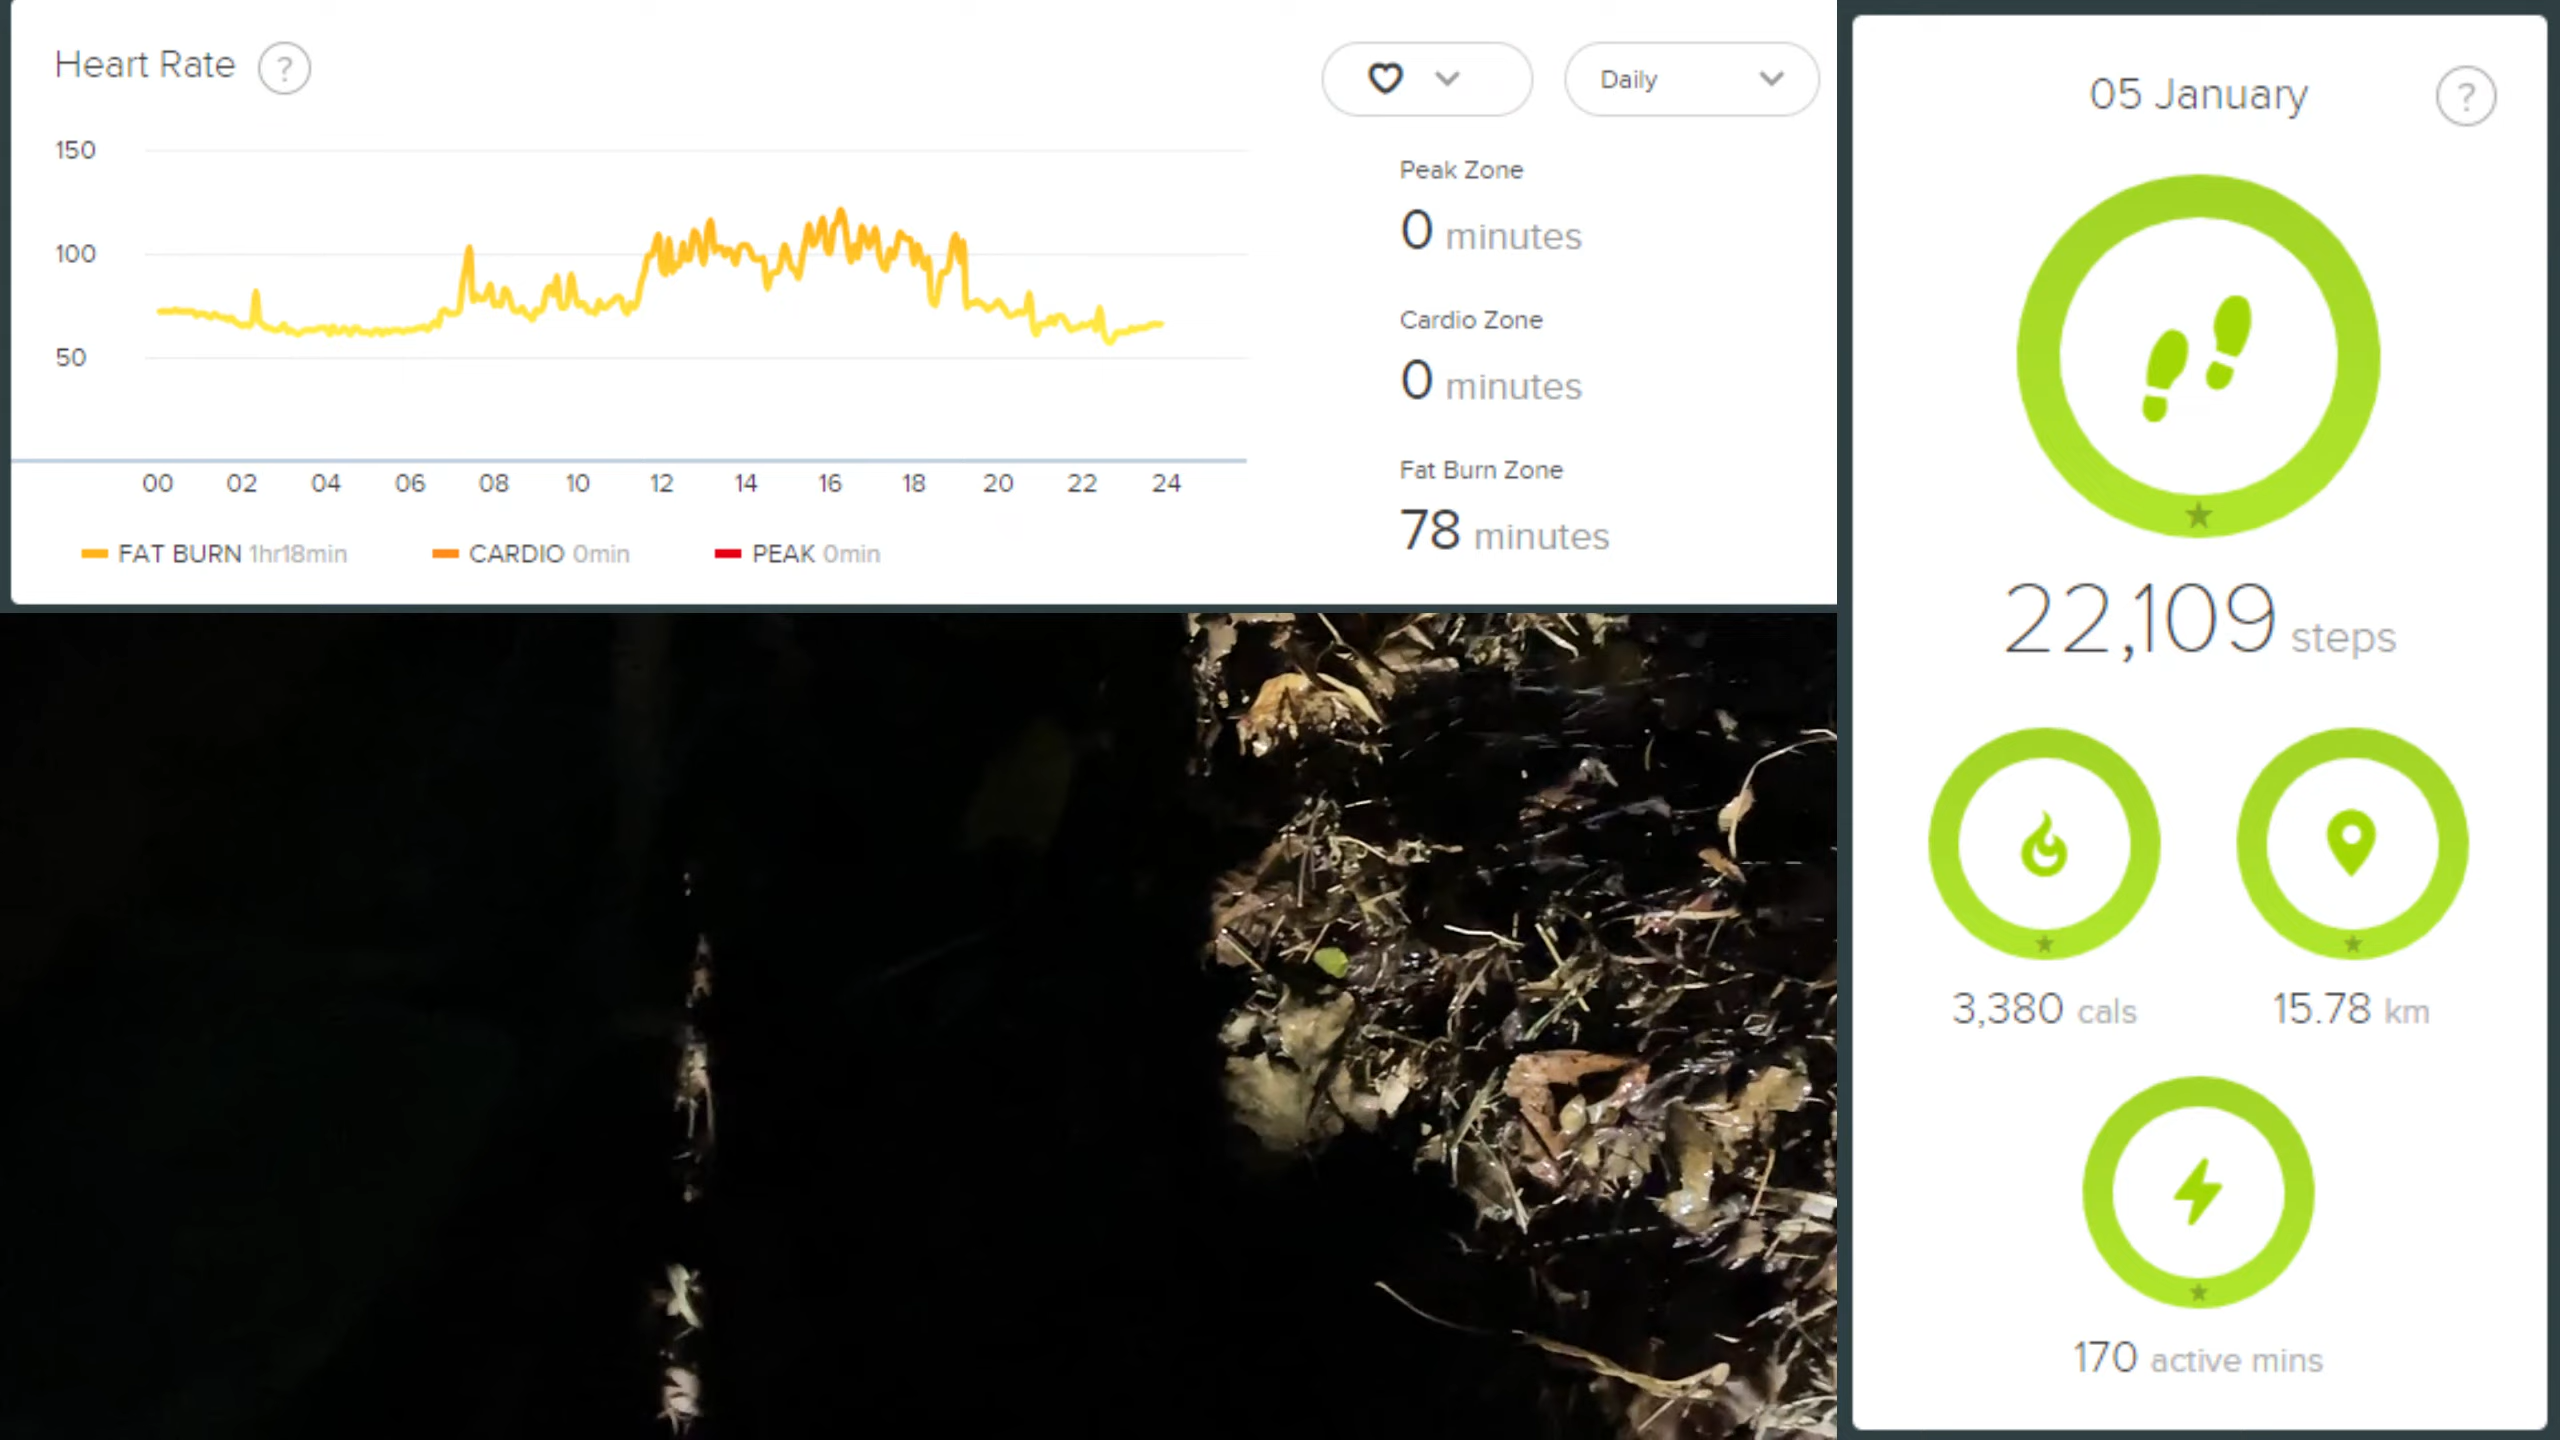 Heart Rate ?
Daily
150
100
50
00 02 04 06 08 10 12 14 16 18 20 22 24
FAT BURN 1hr18min CARDIO 0min PEAK 0min
Peak Zone
0 minutes
Cardio Zone
0 minutes
Fat Burn Zone
78 minutes
05 January ?
22,109 steps
3,380 cals 15.78 km
170 active mins